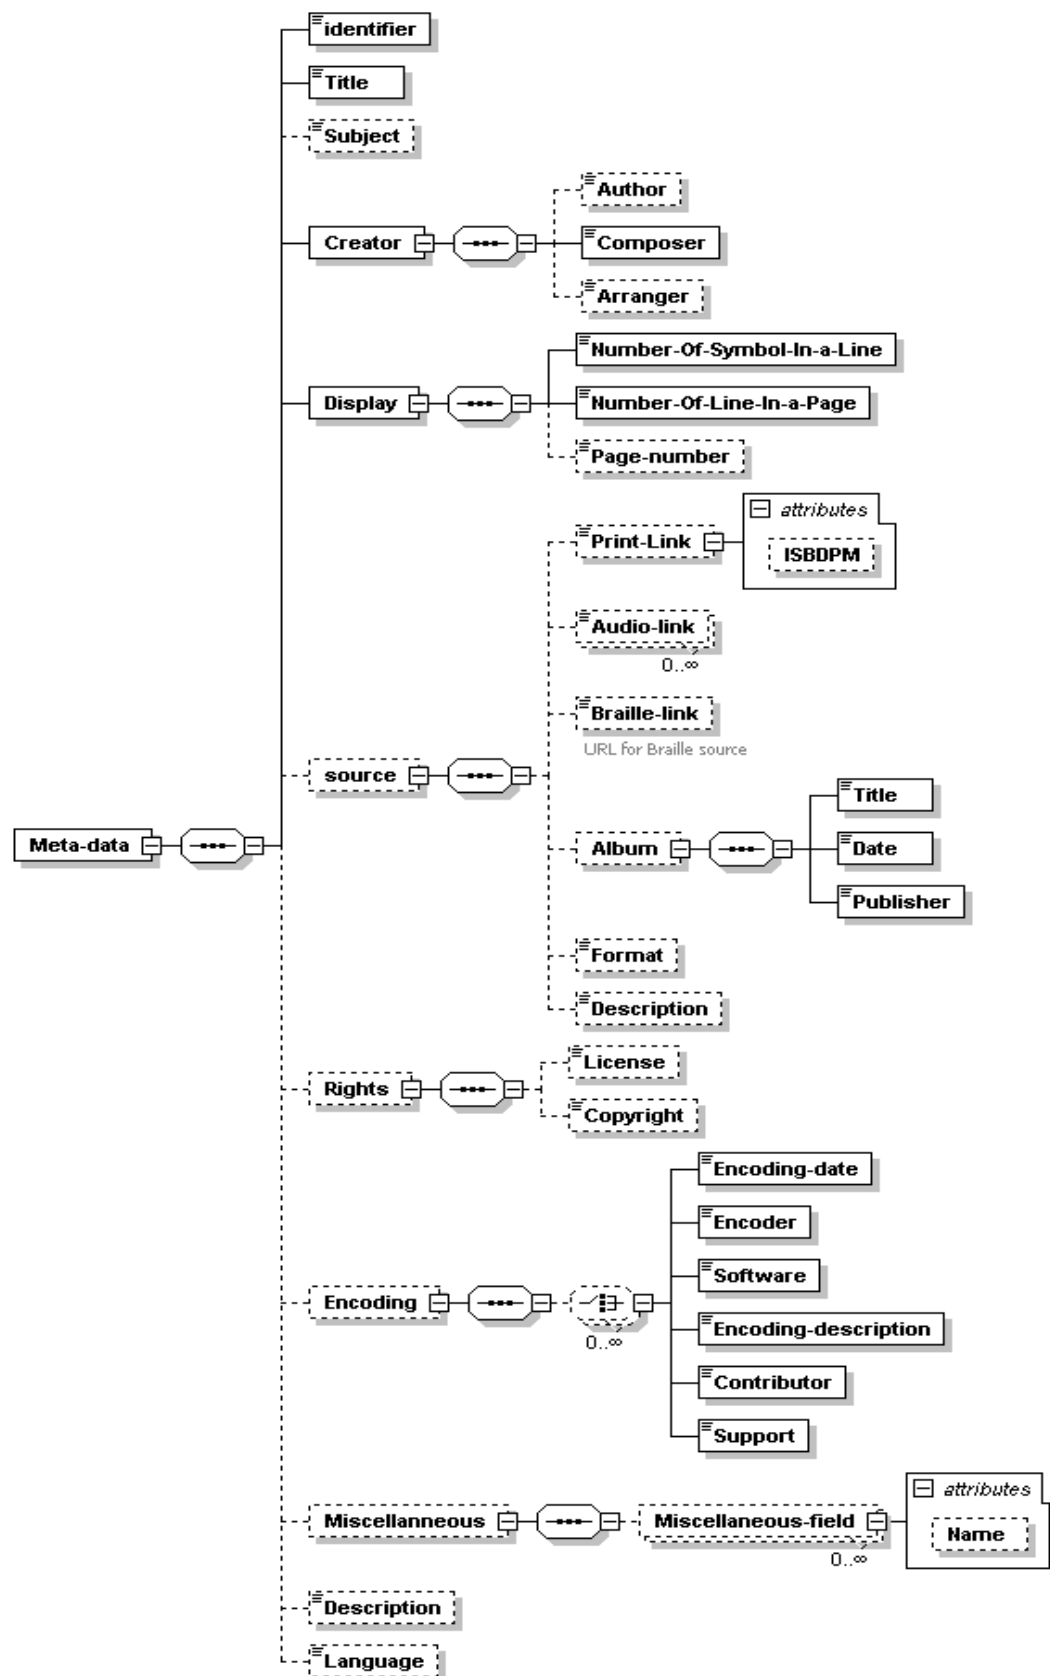 identifier
Title
Subject
Author
Creator
Composer
Arranger
Number-Of-Symbol-In-a-Line
Display
Number-Of-Line-In-a-Page
Page-number
attributes
Print-Link
ISBDPM
Audio-link
0..∞
Braille-link
URL for Braille source
source
Title
Meta-data
Album
Date
Publisher
Format
Description
License
Rights
Copyright
Encoding-date
Encoder
Software
Encoding
0..∞
Encoding-description
Contributor
Support
attributes
Miscellanneous
Miscellaneous-field
Name
0..∞
Description
Language